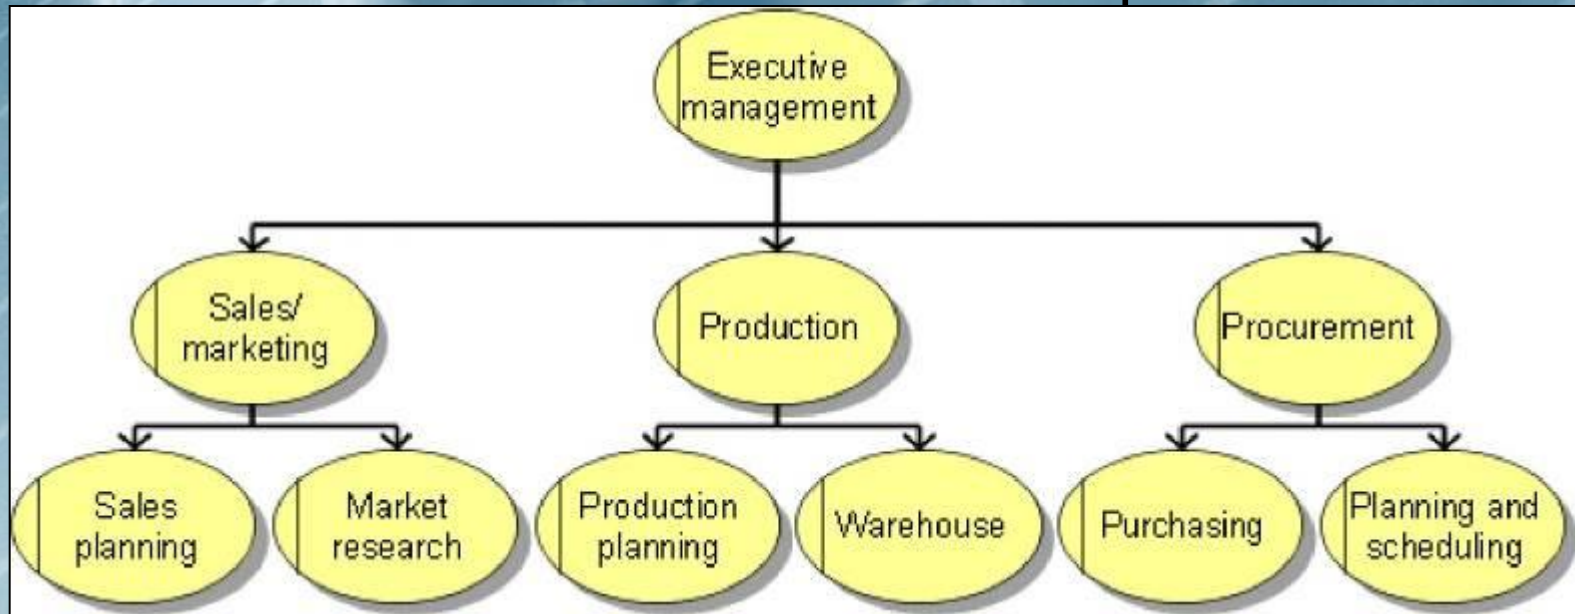 Executive
management
Sales/
marketing
Production
Procurement
Sales
planning
Market
research
Production
planning
Warehouse
Purchasing
Planning and
scheduling